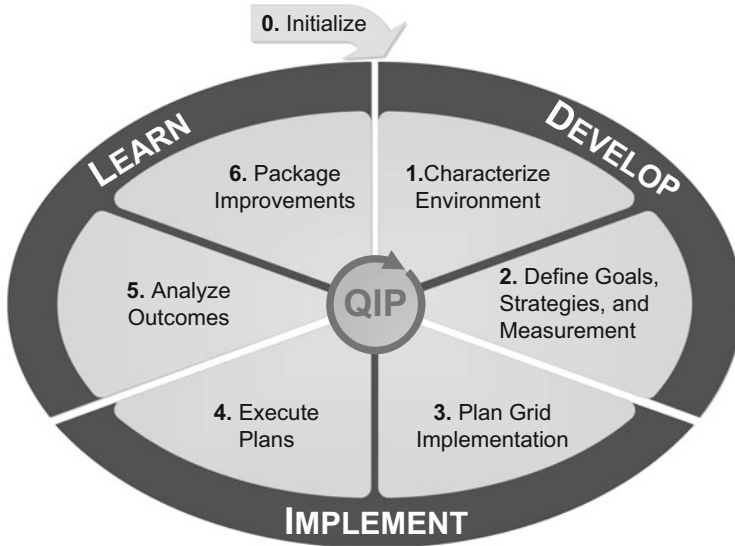 0. Initialize
LEARN
DEVELOP
6. Package
Improvements
1.Characterize
Environment
5. Analyze
Outcomes
QIP
2. Define Goals,
Strategies, and
Measurement
4. Execute
Plans
3. Plan Grid
Implementation
IMPLEMENT